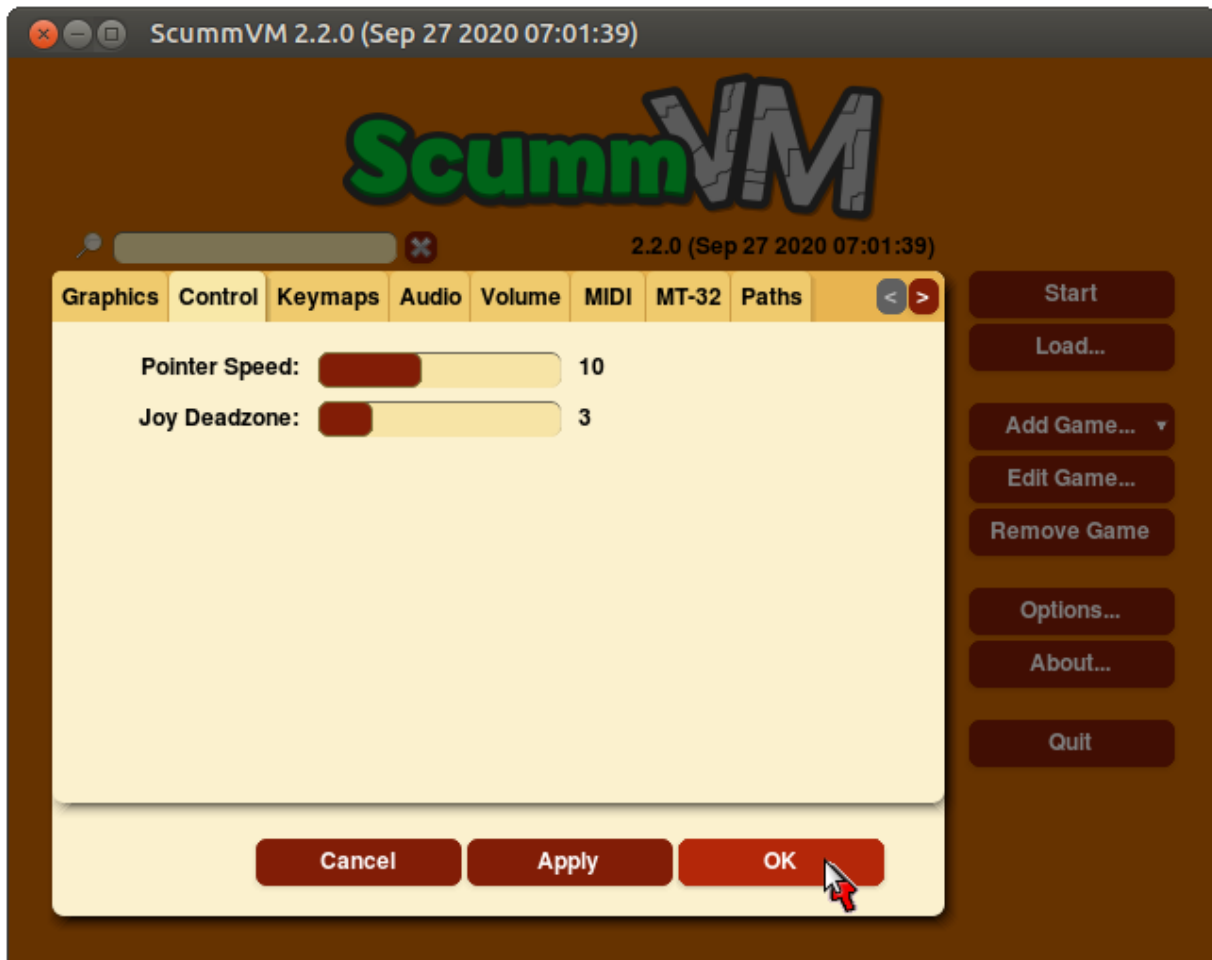 ScummVM 2.2.0 (Sep 27 2020 07:01:39)
ScummVM
2.2.0 (Sep 27 2020 07:01:39)
Graphics Control Keymaps Audio Volume MIDI MT-32 Paths < >
Pointer Speed: 10
Joy Deadzone: 3
Cancel Apply OK
Start
Load...
Add Game...
Edit Game...
Remove Game
Options...
About...
Quit